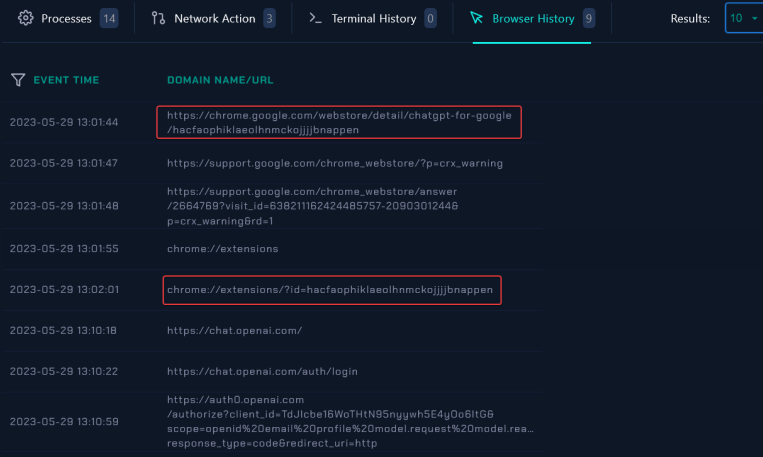 Processes 14 Network Action 3 Terminal History 0 Browser History 9 Results: 10
EVENT TIME DOMAIN NAME/URL
2023-05-29 13:01:44 https://chrome.google.com/webstore/detail/chatgpt-for-google
/hacfaophiklaeolhnmckojjjjbnappen
2023-05-29 13:01:47 https://support.google.com/chrome_webstore/?p=crx_warning
https://support.google.com/chrome_webstore/answer
2023-05-29 13:01:48 /2664769?visit_id=638211162424485757-2090301244&
p=crx_warning&rd=1
2023-05-29 13:01:55 chrome://extensions
2023-05-29 13:02:01 chrome://extensions/?id=hacfaophiklaeolhnmckojjjjbnappen
2023-05-29 13:10:18 https://chat.openai.com/
2023-05-29 13:10:22 https://chat.openai.com/auth/login
https://auth0.openai.com
2023-05-29 13:10:59 /authorize?client_id=TdJIcbe16WoTHtN95nyywh5E4yOo6ItG&
scope=openid%20email%20profile%20model.request%20model.rea...
response_type=code&redirect_uri=http